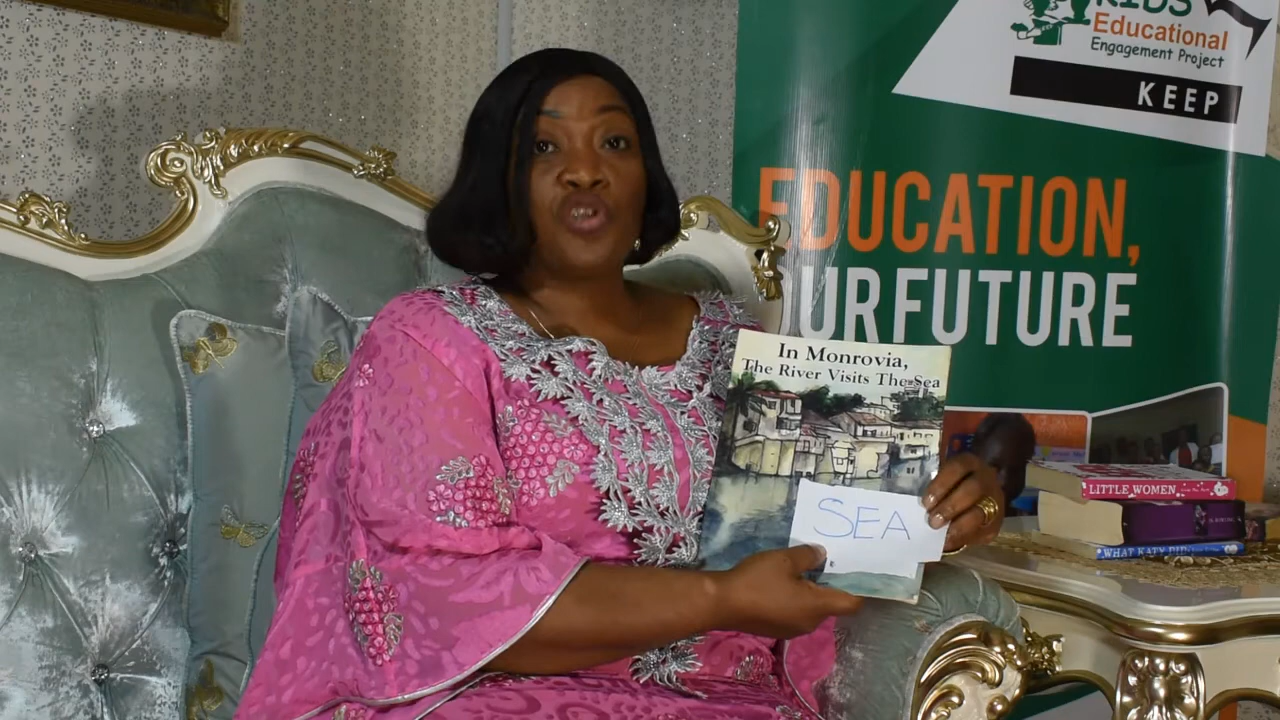 KIDS
Educational
Engagement Project
KEEP
EDUCATION,
OUR FUTURE
In Monrovia,
The River Visits The Sea
SEA
LITTLE WOMEN
WHAT KATY DID